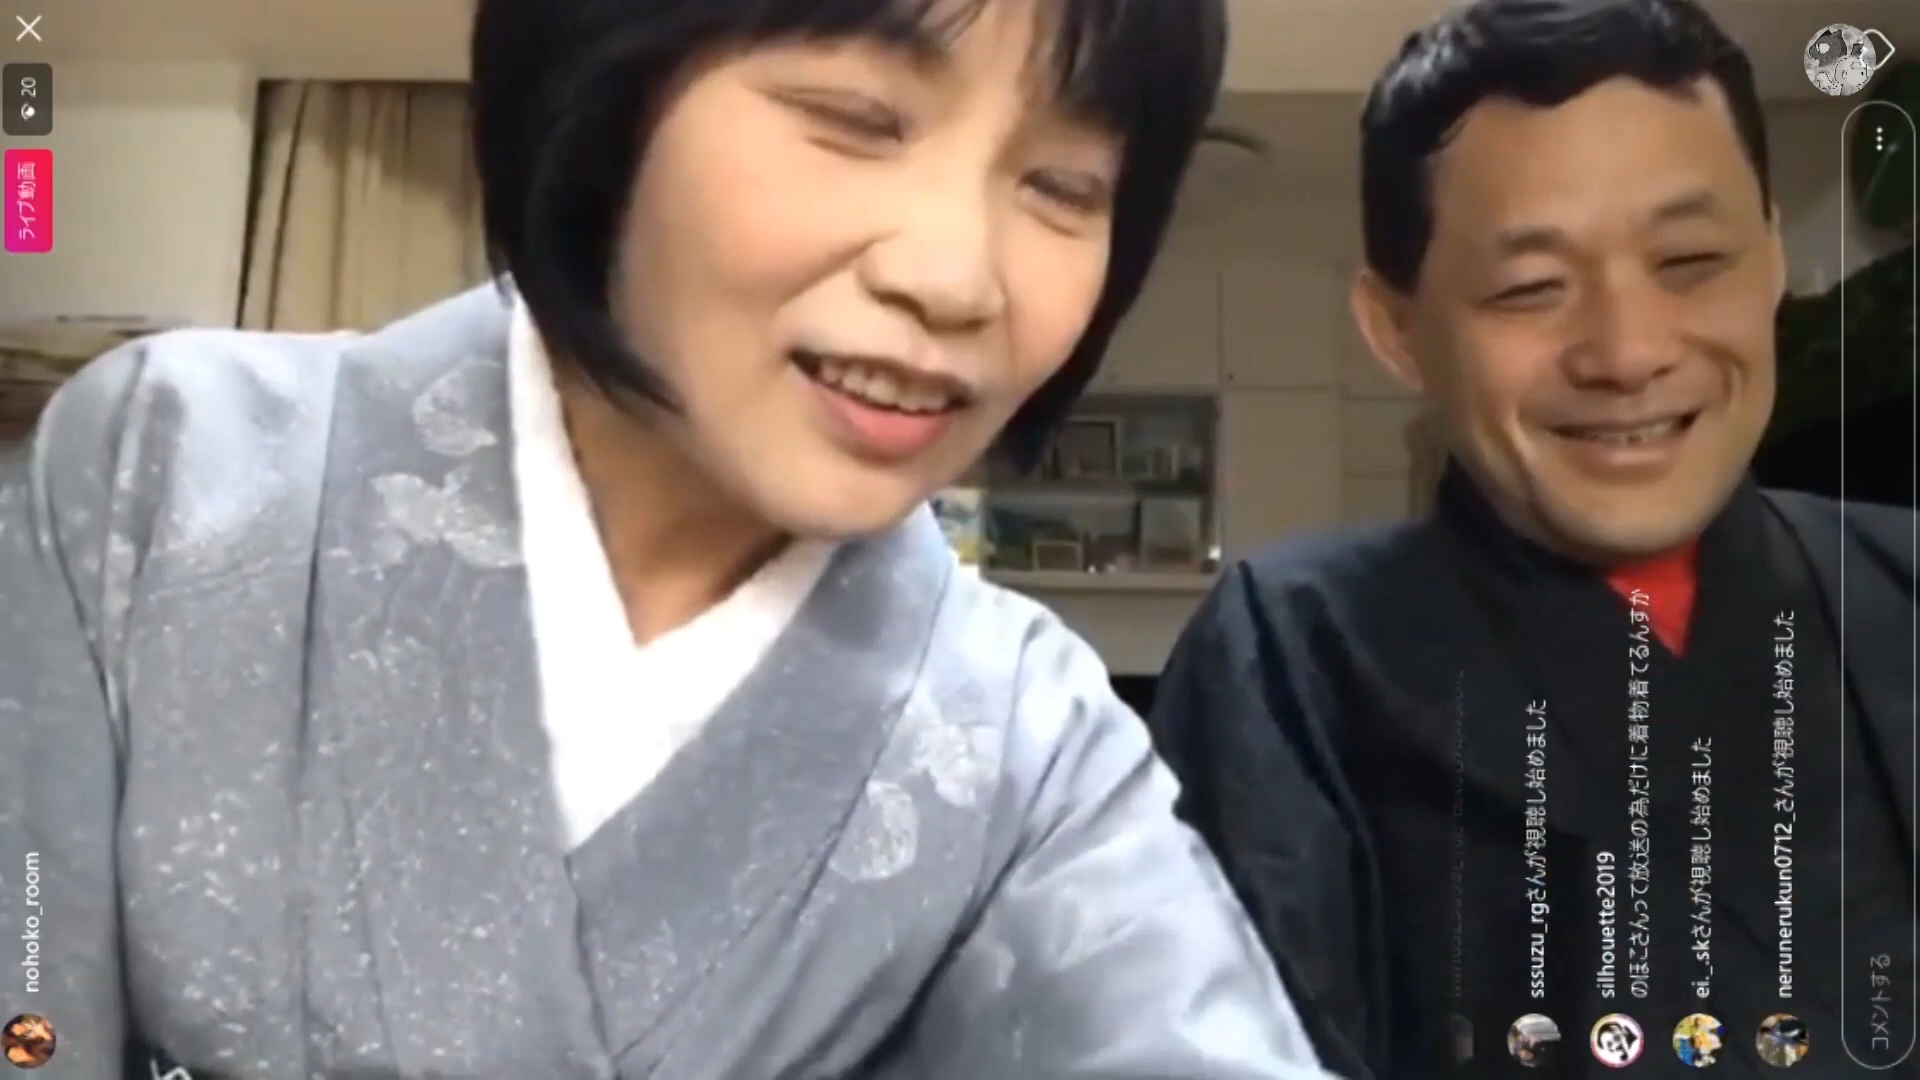 nohoko_room
ライブ動画
20
sssuzu_rgさんが視聴し始めました
silhouette2019
のほこさんって放送の為だけに着物着てるんすか
ei._.skさんが視聴し始めました
nerunerukun0712_さんが視聴し始めました
コメントする